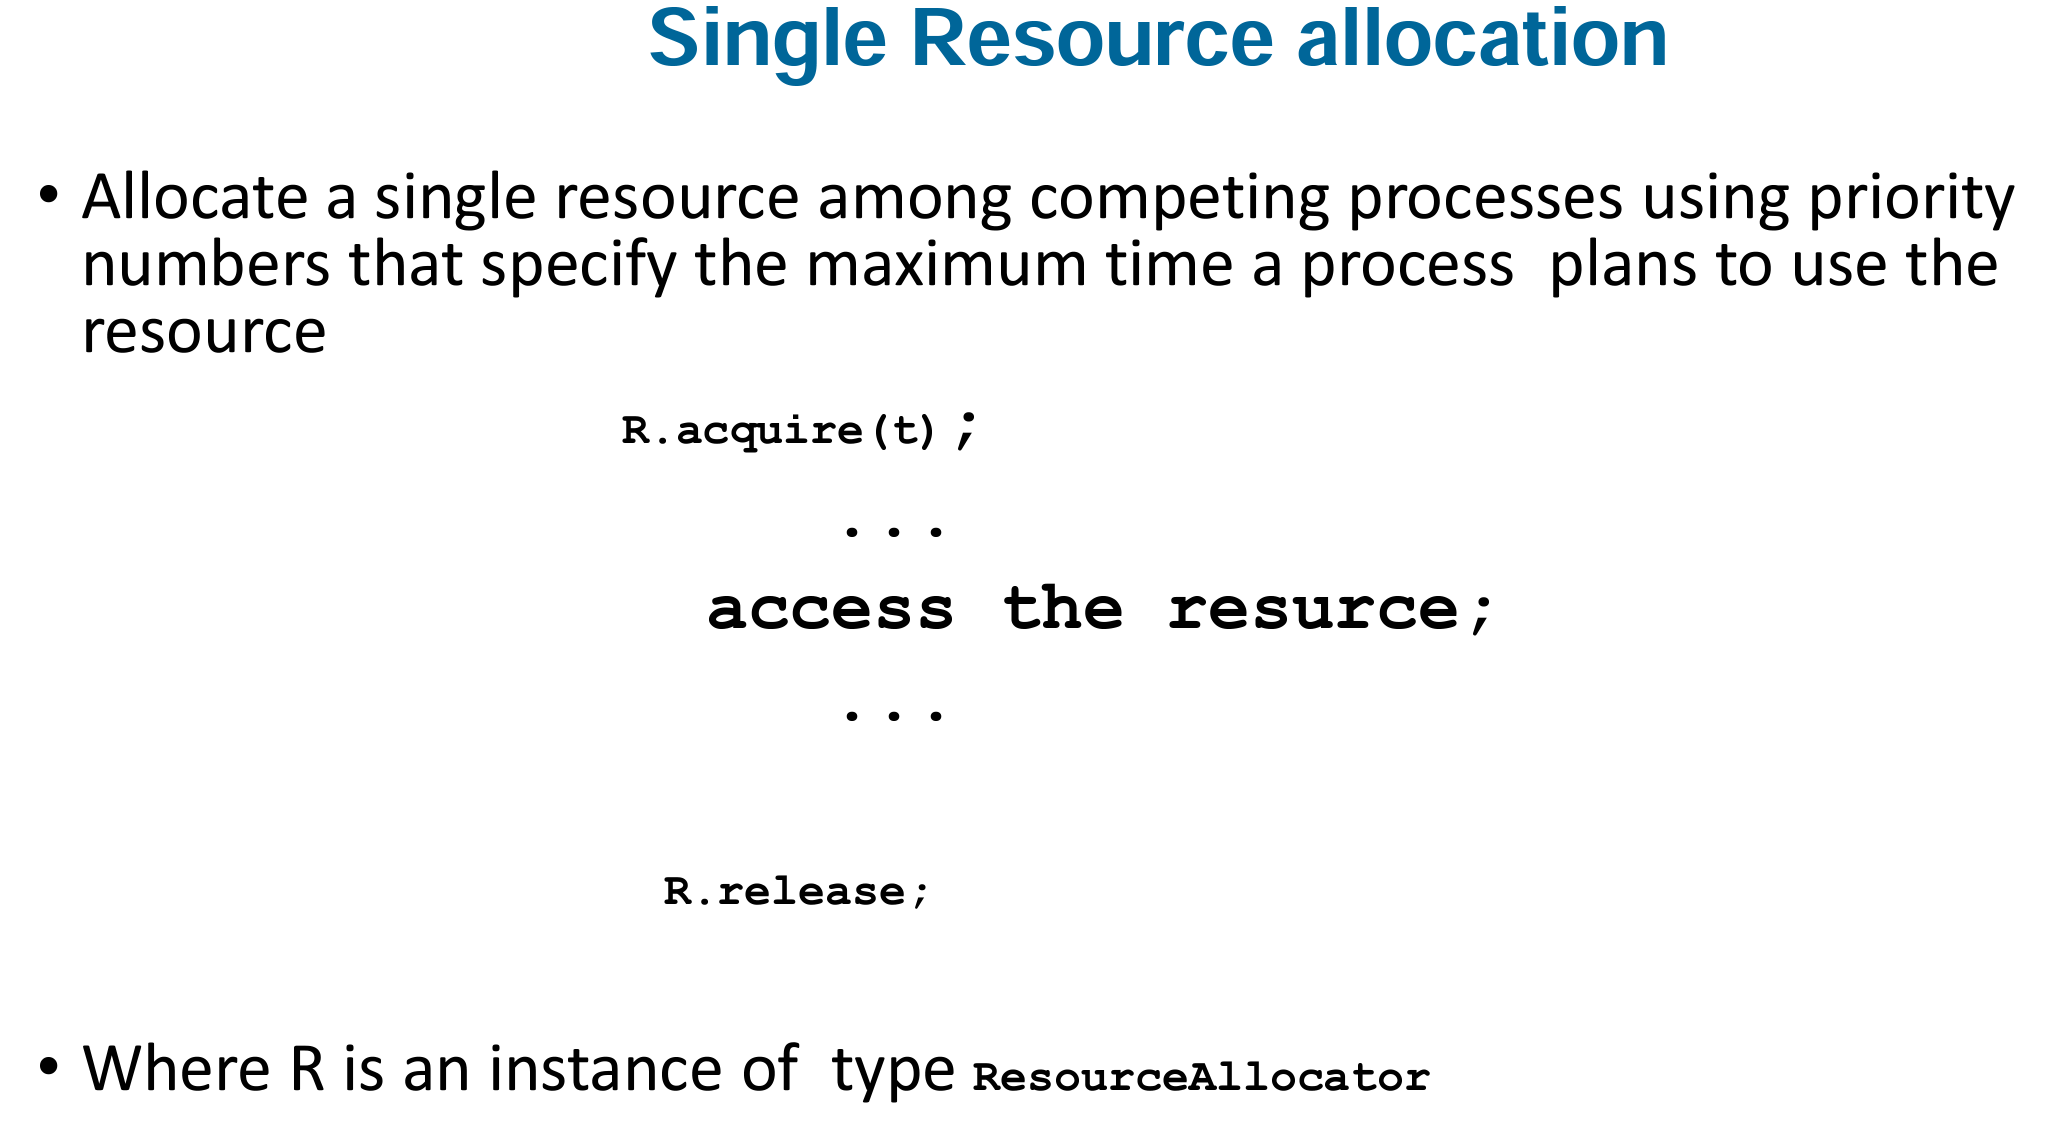 Single Resource allocation
• Allocate a single resource among competing processes using priority
numbers that specify the maximum time a process  plans to use the
resource
R.acquire(t);
...
access the resurce;
...
R.release;
• Where R is an instance of  type ResourceAllocator